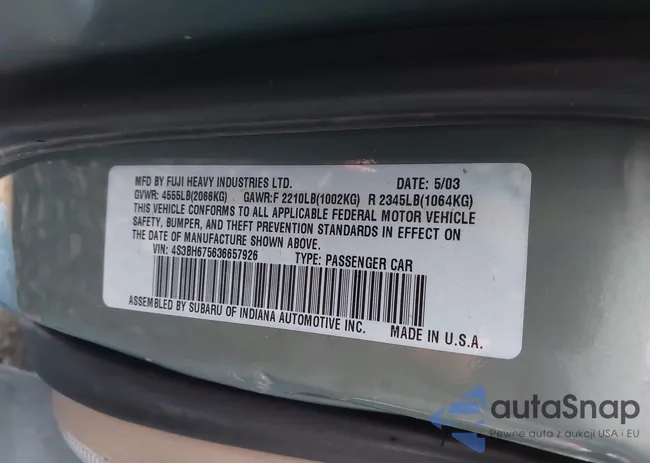 MFD BY FUJI HEAVY INDUSTRIES LTD. DATE: 5/03
GVWR: 4555LB(2066KG) GAWR:F 2210LB(1002KG) R 2345LB(1064KG)
THIS VEHICLE CONFORMS TO ALL APPLICABLE FEDERAL MOTOR VEHICLE
SAFETY, BUMPER, AND THEFT PREVENTION STANDARDS IN EFFECT ON
THE DATE OF MANUFACTURE SHOWN ABOVE.
VIN: 4S3BH675636657926 TYPE: PASSENGER CAR
ASSEMBLED BY SUBARU OF INDIANA AUTOMOTIVE INC. MADE IN U.S.A.
autaSnap
Pewne auta z aukcji USA i EU